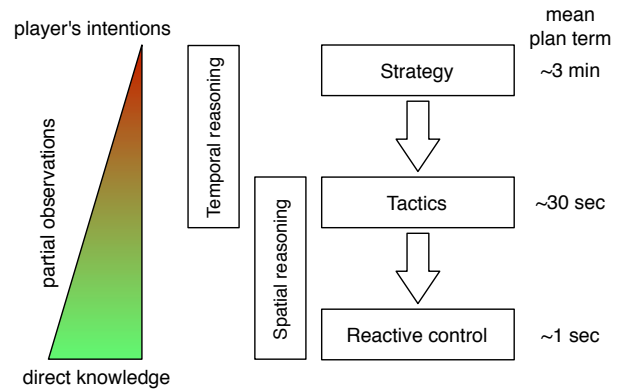 player's intentions
partial observations
direct knowledge
Temporal reasoning
Spatial reasoning
Strategy
Tactics
Reactive control
mean
plan term
~3 min
~30 sec
~1 sec